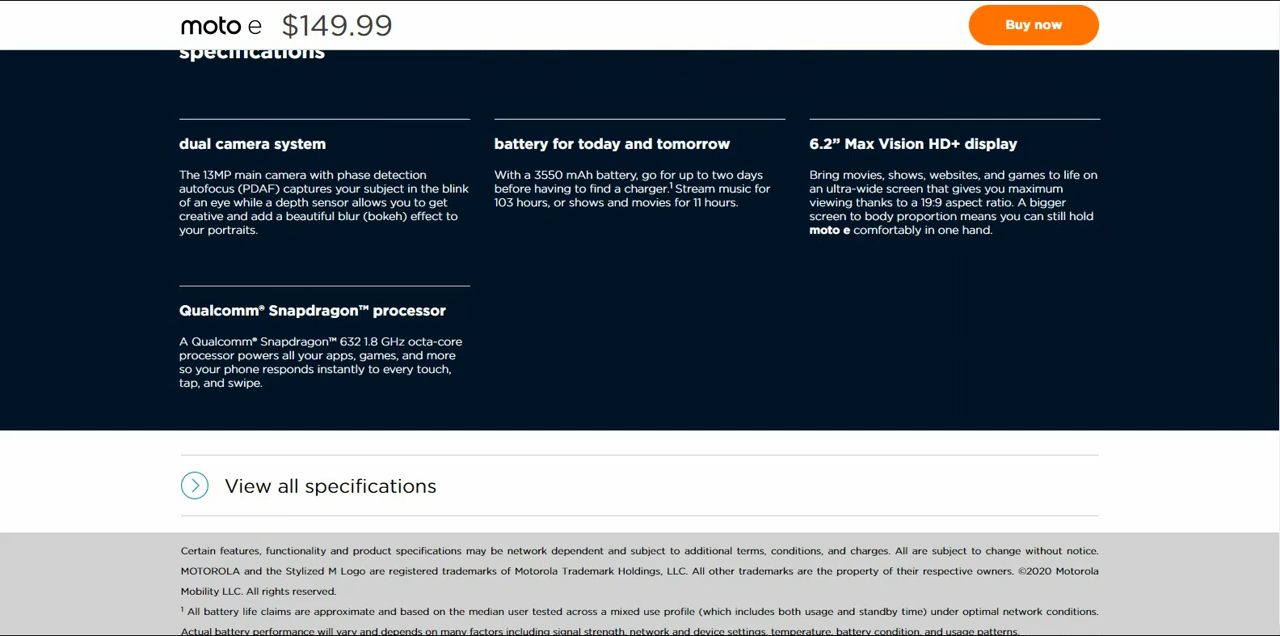 moto e $149.99
Buy now
specifications
dual camera system
The 13MP main camera with phase detection
autofocus (PDAF) captures your subject in the blink
of an eye while a depth sensor allows you to get
creative and add a beautiful blur (bokeh) effect to
your portraits.
battery for today and tomorrow
With a 3550 mAh battery, go for up to two days
before having to find a charger.¹ Stream music for
103 hours, or shows and movies for 11 hours.
6.2” Max Vision HD+ display
Bring movies, shows, websites, and games to life on
an ultra-wide screen that gives you maximum
viewing thanks to a 19:9 aspect ratio. A bigger
screen to body proportion means you can still hold
moto e comfortably in one hand.
Qualcomm® Snapdragon™ processor
A Qualcomm® Snapdragon™ 632 1.8 GHz octa-core
processor powers all your apps, games, and more
so your phone responds instantly to every touch,
tap, and swipe.
View all specifications
Certain features, functionality and product specifications may be network dependent and subject to additional terms, conditions, and charges. All are subject to change without notice.
MOTOROLA and the Stylized M Logo are registered trademarks of Motorola Trademark Holdings, LLC. All other trademarks are the property of their respective owners. ©2020 Motorola
Mobility LLC. All rights reserved.
¹ All battery life claims are approximate and based on the median user tested across a mixed use profile (which includes both usage and standby time) under optimal network conditions.
Actual battery performance will vary and depends on many factors including signal strength, network and device settings, temperature, battery condition, and usage patterns.